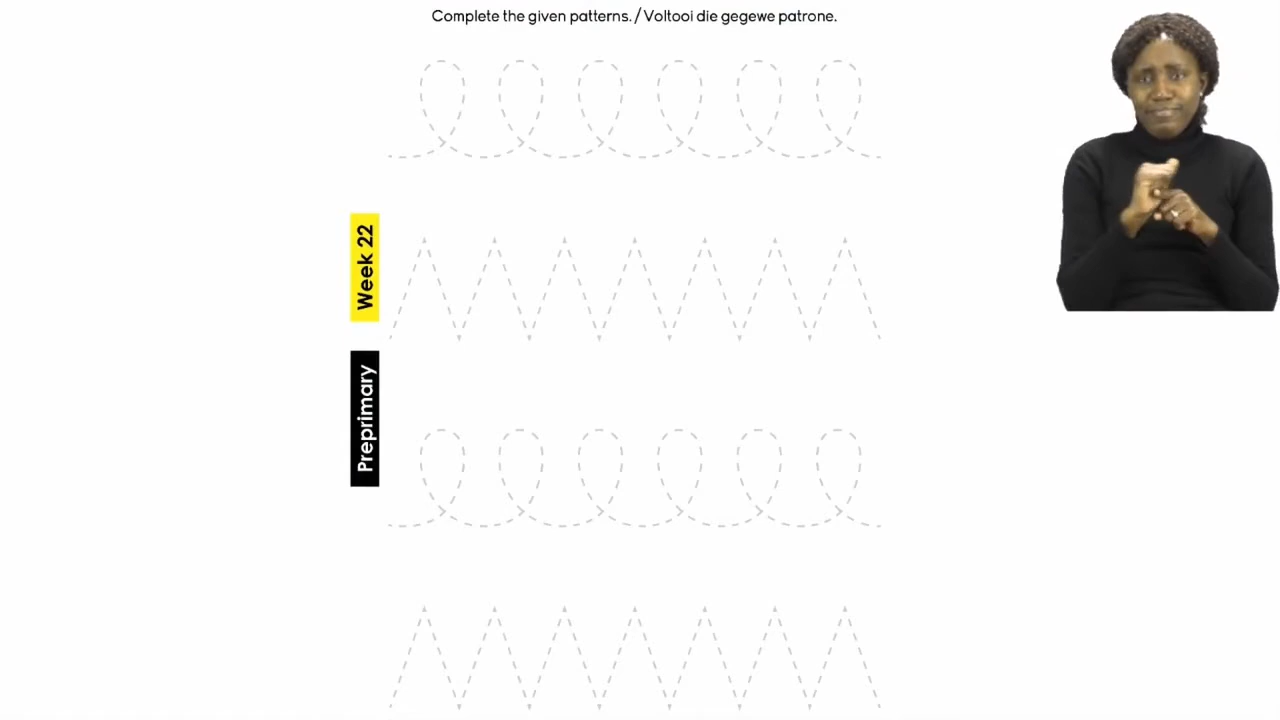 Complete the given patterns. / Voltooi die gegewe patrone.
Week 22
Preprimary